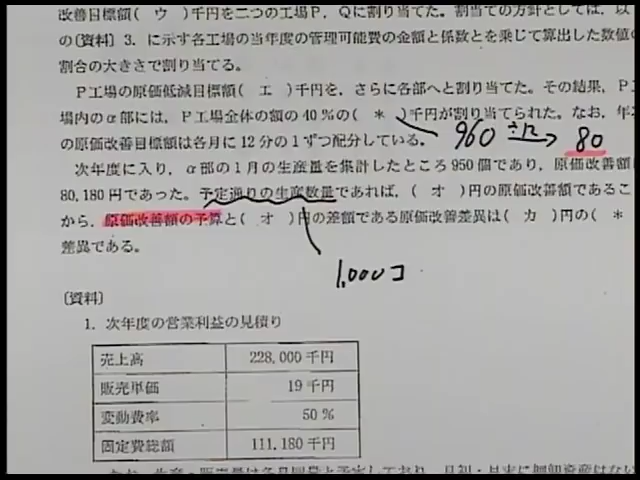 改善目標額(　ウ　)千円を二つの工場P，Qに割り当てた。割当ての方針としては，以
の〔資料〕3．に示す各工場の当年度の管理可能費の金額と係数とを乗じて算出した数値の
割合の大きさで割り当てる。
P工場の原価低減目標額(　エ　)千円を，さらに各部へと割り当てた。その結果，P工
場内のα部には，P工場全体の額の40％の(　＊　)千円が割り当てられた。なお，年
の原価改善目標額は各月に12分の1ずつ配分している。
960 ÷12→ 80
次年度に入り，α部の1月の生産量を集計したところ950個であり，原価改善額
80,180円であった。予定通りの生産数量であれば，(　オ　)円の原価改善額であるこ
から，原価改善額の予算と(　オ　)円の差額である原価改善差異は(　カ　)円の(　＊
差異である。
1,000コ
〔資料〕
1．次年度の営業利益の見積り
売上高 228,000 千円
販売単価 19 千円
変動費率 50 ％
固定費総額 111,180 千円